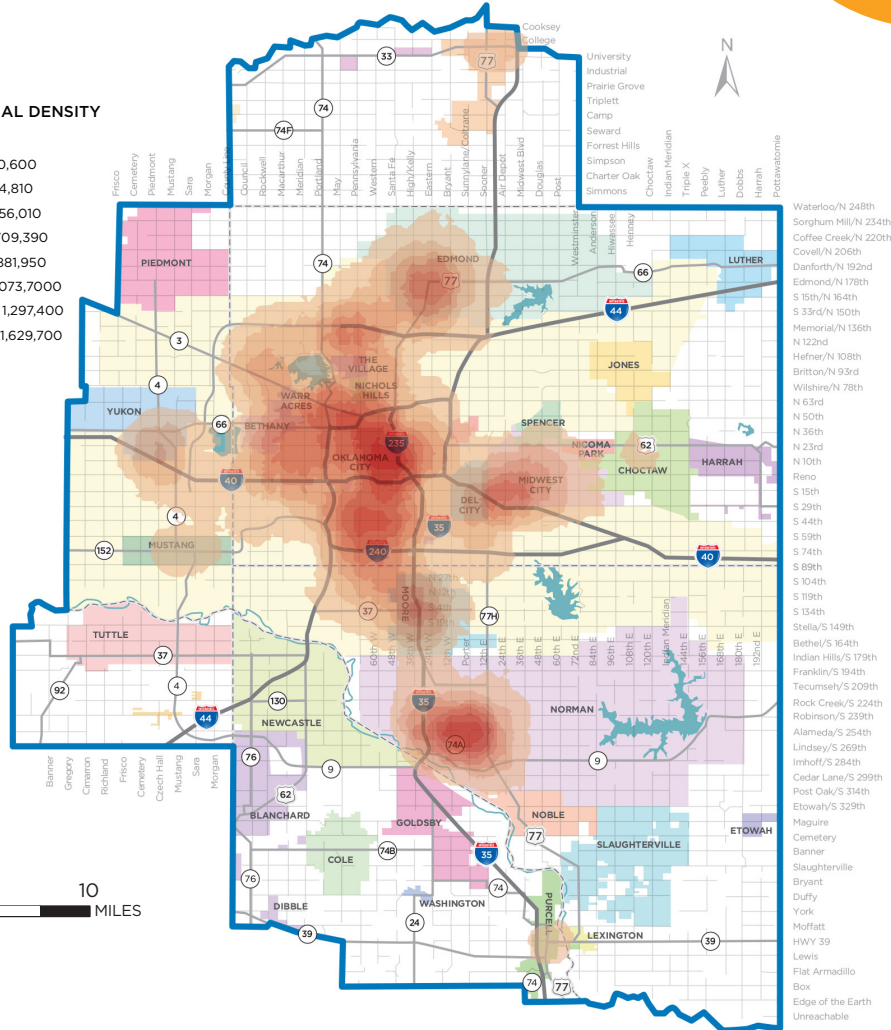 Cooksey
College
N
University
Industrial
Prairie Grove
Triplett
Camp
Seward
Forrest Hills
Simpson
Charter Oak
Simmons
33
77
74
74F
AL DENSITY
0,600
4,810
56,010
709,390
881,950
073,7000
1,297,400
1,629,700
Frisco
Cemetery
Piedmont
Mustang
Sara
Morgan
County Line
Council
Rockwell
Macarthur
Meridian
Portland
May
Pennsylvania
Western
Santa Fe
High/Kelly
Eastern
Bryant
Sunnylane/Coltrane
Sooner
Air Depot
Midwest Blvd
Douglas
Post
Westminster
Anderson
Hiwassee
Henney
Choctaw
Indian Meridian
Triple X
Peebly
Luther
Dobbs
Harrah
Pottawatomie
Waterloo/N 248th
Sorghum Mill/N 234th
Coffee Creek/N 220th
Covell/N 206th
Danforth/N 192nd
Edmond/N 178th
S 15th/N 164th
S 33rd/N 150th
Memorial/N 136th
N 122nd
Hefner/N 108th
Britton/N 93rd
Wilshire/N 78th
N 63rd
N 50th
N 36th
N 23rd
N 10th
Reno
S 15th
S 29th
S 44th
S 59th
S 74th
S 89th
S 104th
S 119th
S 134th
Stella/S 149th
Bethel/S 164th
Indian Hills/S 179th
Franklin/S 194th
Tecumseh/S 209th
Rock Creek/S 224th
Robinson/S 239th
Alameda/S 254th
Lindsey/S 269th
Imhoff/S 284th
Cedar Lane/S 299th
Post Oak/S 314th
Etowah/S 329th
Maguire
Cemetery
Banner
Slaughterville
Bryant
Duffy
York
Moffatt
HWY 39
Lewis
Flat Armadillo
Box
Edge of the Earth
Unreachable
PIEDMONT
74
EDMOND
77
66
LUTHER
44
3
THE
VILLAGE
NICHOLS
HILLS
JONES
4
WARR
ACRES
YUKON
66
BETHANY
SPENCER
235
NICOMA
PARK
62
OKLAHOMA
CITY
CHOCTAW
HARRAH
40
MIDWEST
CITY
DEL
CITY
4
35
152
MUSTANG
240
40
MOORE
N 27th
N 12th
S 4th
S 19th
37
77H
60th W
48th W
36th W
24th W
12th W
Porter
12th E
24th E
36th E
48th E
60th E
72nd E
84th E
96th E
108th E
120th E
Indian Meridian
144th E
156th E
168th E
180th E
192nd E
TUTTLE
37
92
4
130
35
NORMAN
44
NEWCASTLE
74A
9
9
Banner
Gregory
Cimarron
Richland
Frisco
Cemetery
Czech Hall
Mustang
Sara
Morgan
76
62
BLANCHARD
GOLDSBY
NOBLE
77
ETOWAH
SLAUGHTERVILLE
COLE
74B
35
76
74
10
MILES
DIBBLE
WASHINGTON
24
PURCELL
39
LEXINGTON
39
74
77